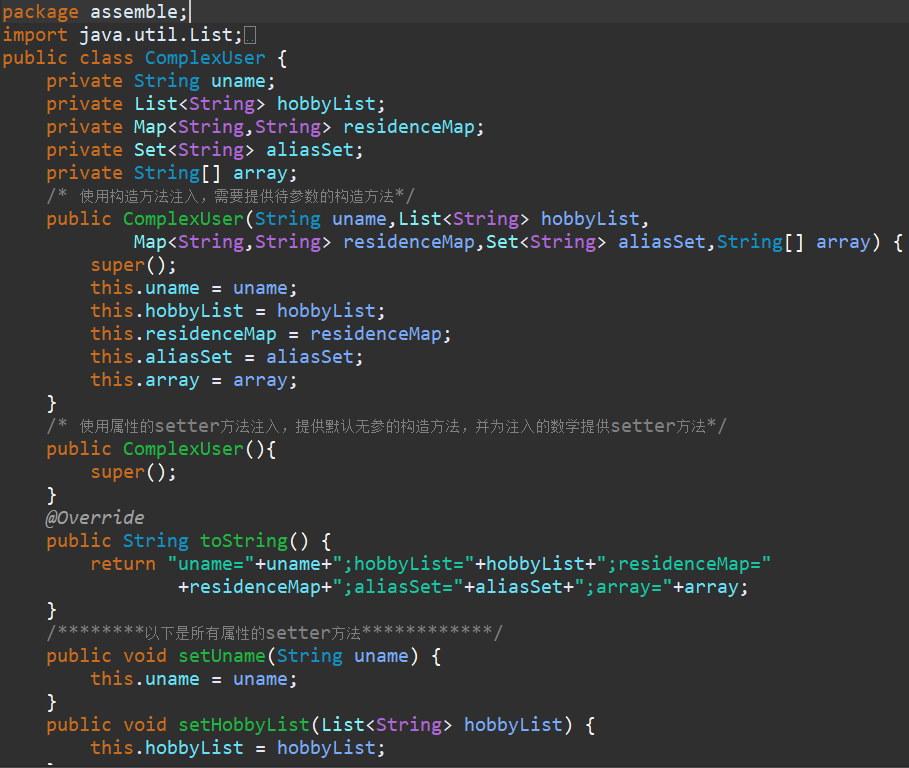 package assemble;
import java.util.List;
public class ComplexUser {
    private String uname;
    private List<String> hobbyList;
    private Map<String,String> residenceMap;
    private Set<String> aliasSet;
    private String[] array;
    /* 使用构造方法注入，需要提供待参数的构造方法*/
    public ComplexUser(String uname,List<String> hobbyList,
            Map<String,String> residenceMap,Set<String> aliasSet,String[] array) {
        super();
        this.uname = uname;
        this.hobbyList = hobbyList;
        this.residenceMap = residenceMap;
        this.aliasSet = aliasSet;
        this.array = array;
    }
    /* 使用属性的setter方法注入，提供默认无参的构造方法，并为注入的数学提供setter方法*/
    public ComplexUser(){
        super();
    }
    @Override
    public String toString() {
        return "uname="+uname+";hobbyList="+hobbyList+";residenceMap="
                +residenceMap+";aliasSet="+aliasSet+";array="+array;
    }
    /********以下是所有属性的setter方法************/
    public void setUname(String uname) {
        this.uname = uname;
    }
    public void setHobbyList(List<String> hobbyList) {
        this.hobbyList = hobbyList;